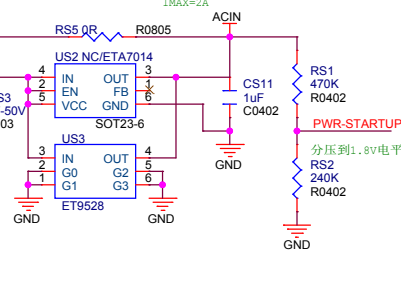 IMAX=2A
ACIN
RS5 0R R0805
US2 NC/ETA7014
4 IN OUT 3
2 EN FB 1
5 VCC GND 6
SOT23-6
S3
-50V
03
CS11
1uF
C0402
RS1
470K
R0402
PWR-STARTUP
分压到1.8V电平
RS2
240K
R0402
US3
3 IN OUT 4
2 G0 G2 5
1 G1 G3 6
ET9528
GND
GND
GND
GND